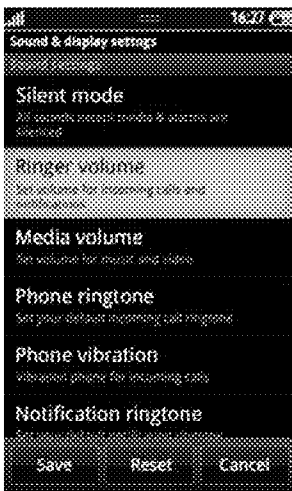 16:27
Sound & display settings
Sound settings
Silent mode
All sounds except media & alarms are
silenced
Ringer volume
Set volume for incoming calls and
notifications
Media volume
Set volume for music and video
Phone ringtone
Set your default incoming call ringtone
Phone vibration
Vibrate phone for incoming calls
Notification ringtone
Save Reset Cancel